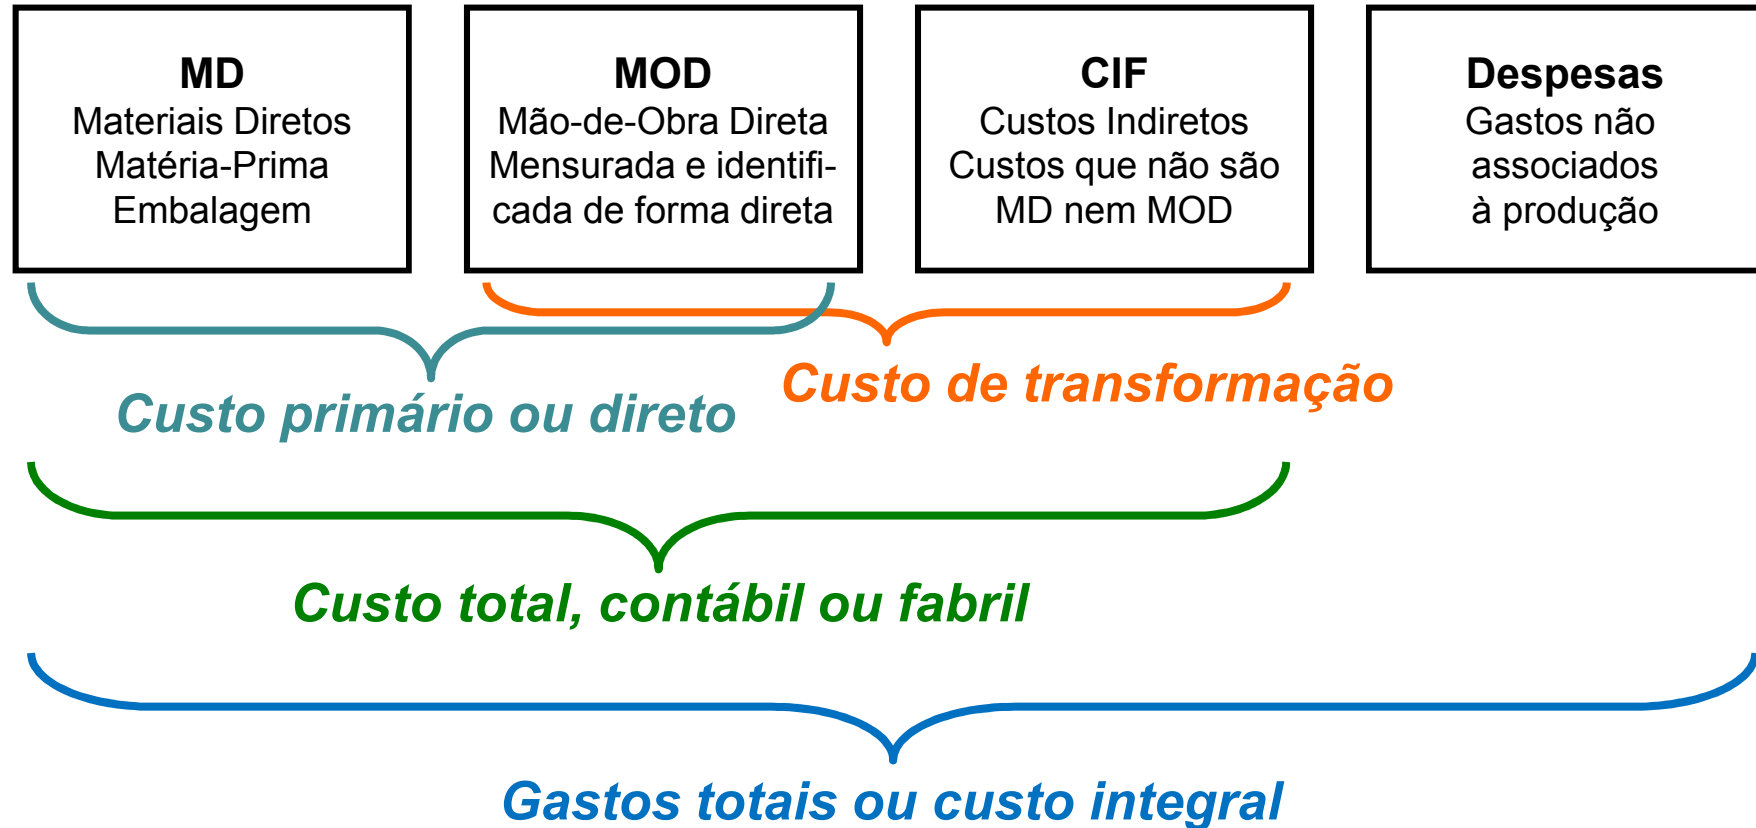 MD
Materiais Diretos
Matéria-Prima
Embalagem
MOD
Mão-de-Obra Direta
Mensurada e identifi-
cada de forma direta
CIF
Custos Indiretos
Custos que não são
MD nem MOD
Despesas
Gastos não
associados
à produção
Custo de transformação
Custo primário ou direto
Custo total, contábil ou fabril
Gastos totais ou custo integral